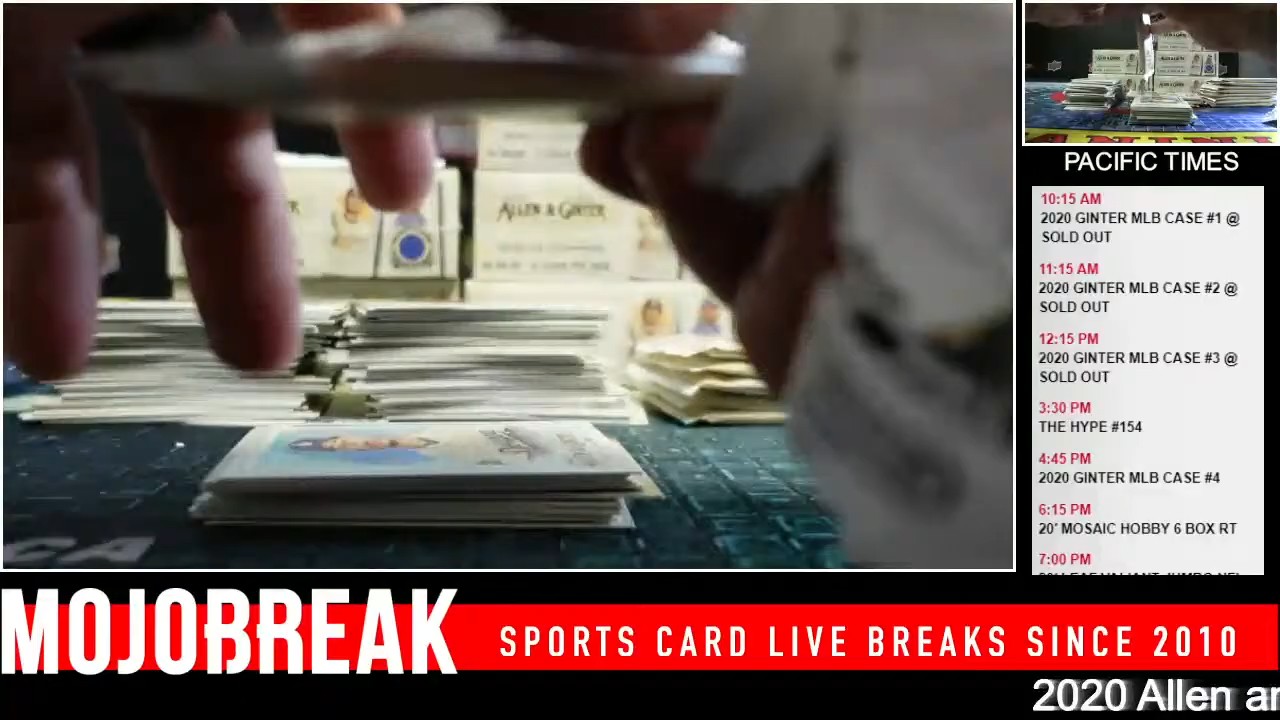 ALLEN & GINTER
CA
PACIFIC TIMES
10:15 AM
2020 GINTER MLB CASE #1 @
SOLD OUT
11:15 AM
2020 GINTER MLB CASE #2 @
SOLD OUT
12:15 PM
2020 GINTER MLB CASE #3 @
SOLD OUT
3:30 PM
THE HYPE #154
4:45 PM
2020 GINTER MLB CASE #4
6:15 PM
20' MOSAIC HOBBY 6 BOX RT
7:00 PM
MOJOBREAK
SPORTS CARD LIVE BREAKS SINCE 2010
2020 Allen an